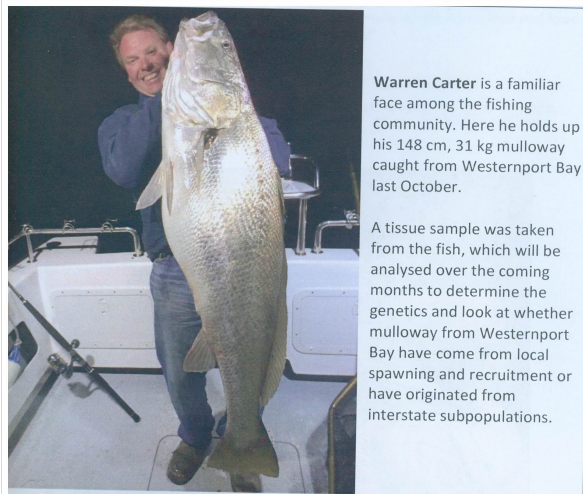 Warren Carter is a familiar
face among the fishing
community. Here he holds up
his 148 cm, 31 kg mulloway
caught from Westernport Bay
last October.
A tissue sample was taken
from the fish, which will be
analysed over the coming
months to determine the
genetics and look at whether
mulloway from Westernport
Bay have come from local
spawning and recruitment or
have originated from
interstate subpopulations.